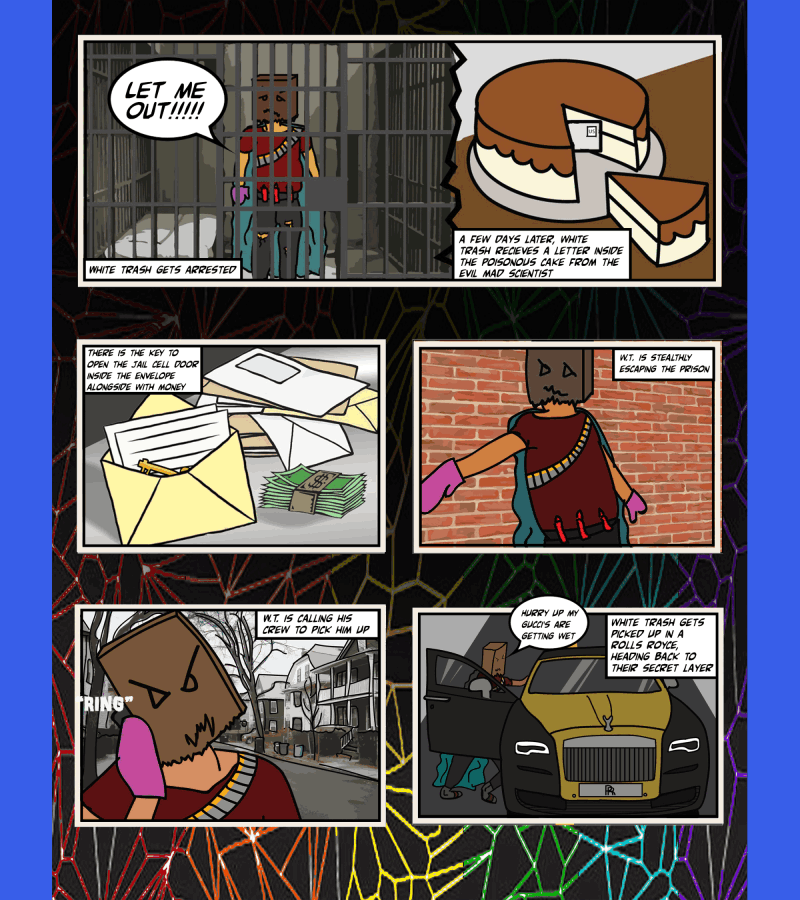 LET ME
OUT!!!!!
WHITE TRASH GETS ARRESTED
A FEW DAYS LATER, WHITE
TRASH RECIEVES A LETTER INSIDE
THE POISONOUS CAKE FROM THE
EVIL MAD SCIENTIST
THERE IS THE KEY TO
OPEN THE JAIL CELL DOOR
INSIDE THE ENVELOPE
ALONGSIDE WITH MONEY
W.T. IS STEALTHLY
ESCAPING THE PRISON
W.T. IS CALLING HIS
CREW TO PICK HIM UP
"RING"
HURRY UP MY
GUCCI'S ARE
GETTING WET
WHITE TRASH GETS
PICKED UP IN A
ROLLS ROYCE,
HEADING BACK TO
THEIR SECRET LAYER